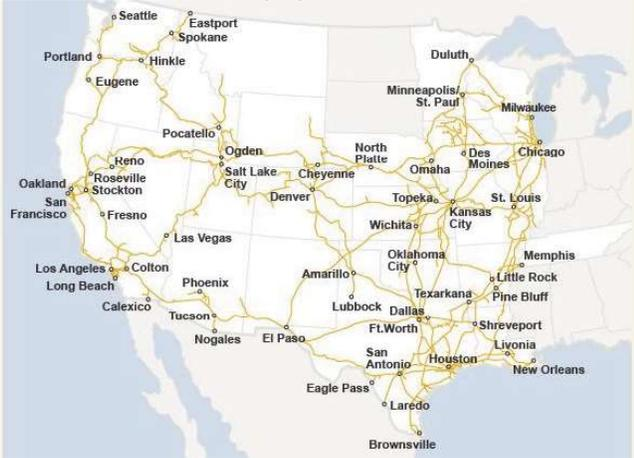 Seattle
Eastport
Spokane
Portland
Hinkle
Eugene
Duluth
Minneapolis/
St. Paul
Milwaukee
Pocatello
Ogden
Reno
Roseville
Stockton
Oakland
San
Francisco
Salt Lake
City
Cheyenne
North
Platte
Omaha
Des
Moines
Chicago
Denver
Topeka
Kansas
City
St. Louis
Fresno
Wichita
Las Vegas
Los Angeles
Colton
Long Beach
Calexico
Phoenix
Tucson
Nogales
El Paso
Amarillo
Lubbock
Oklahoma
City
Memphis
Little Rock
Pine Bluff
Texarkana
Dallas
Ft.Worth
Shreveport
Livonia
New Orleans
San
Antonio
Houston
Eagle Pass
Laredo
Brownsville